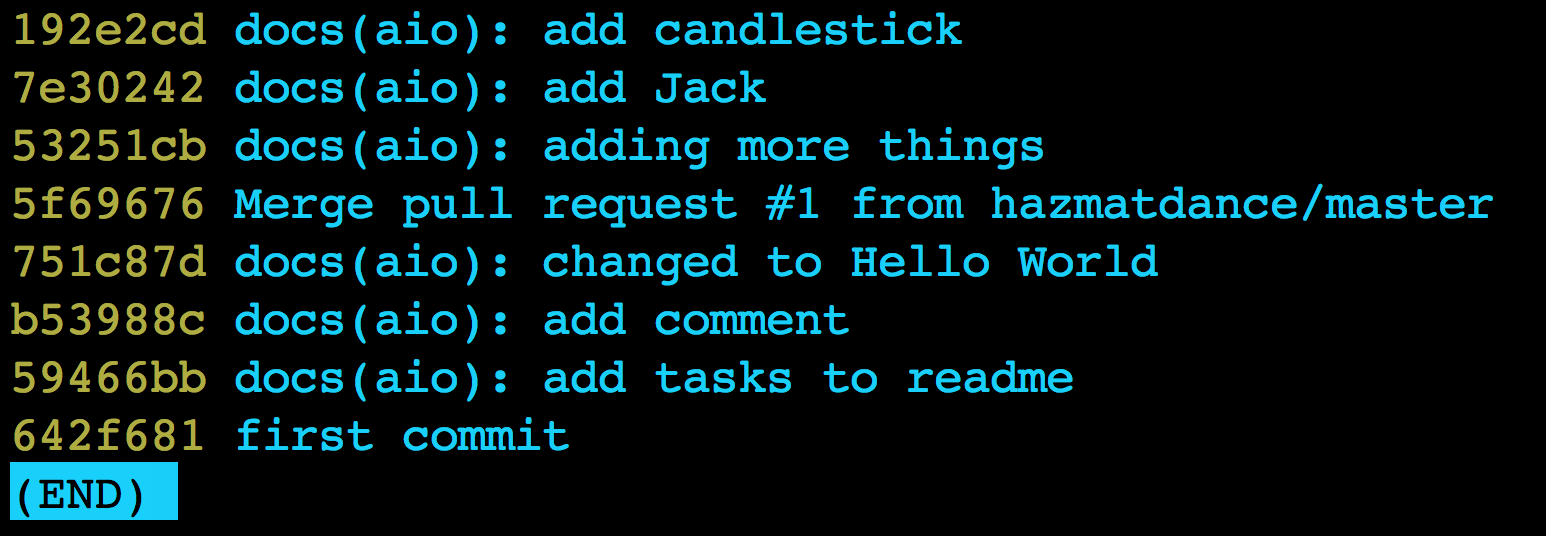 192e2cd docs(aio): add candlestick
7e30242 docs(aio): add Jack
53251cb docs(aio): adding more things
5f69676 Merge pull request #1 from hazmatdance/master
751c87d docs(aio): changed to Hello World
b53988c docs(aio): add comment
59466bb docs(aio): add tasks to readme
642f681 first commit
(END)